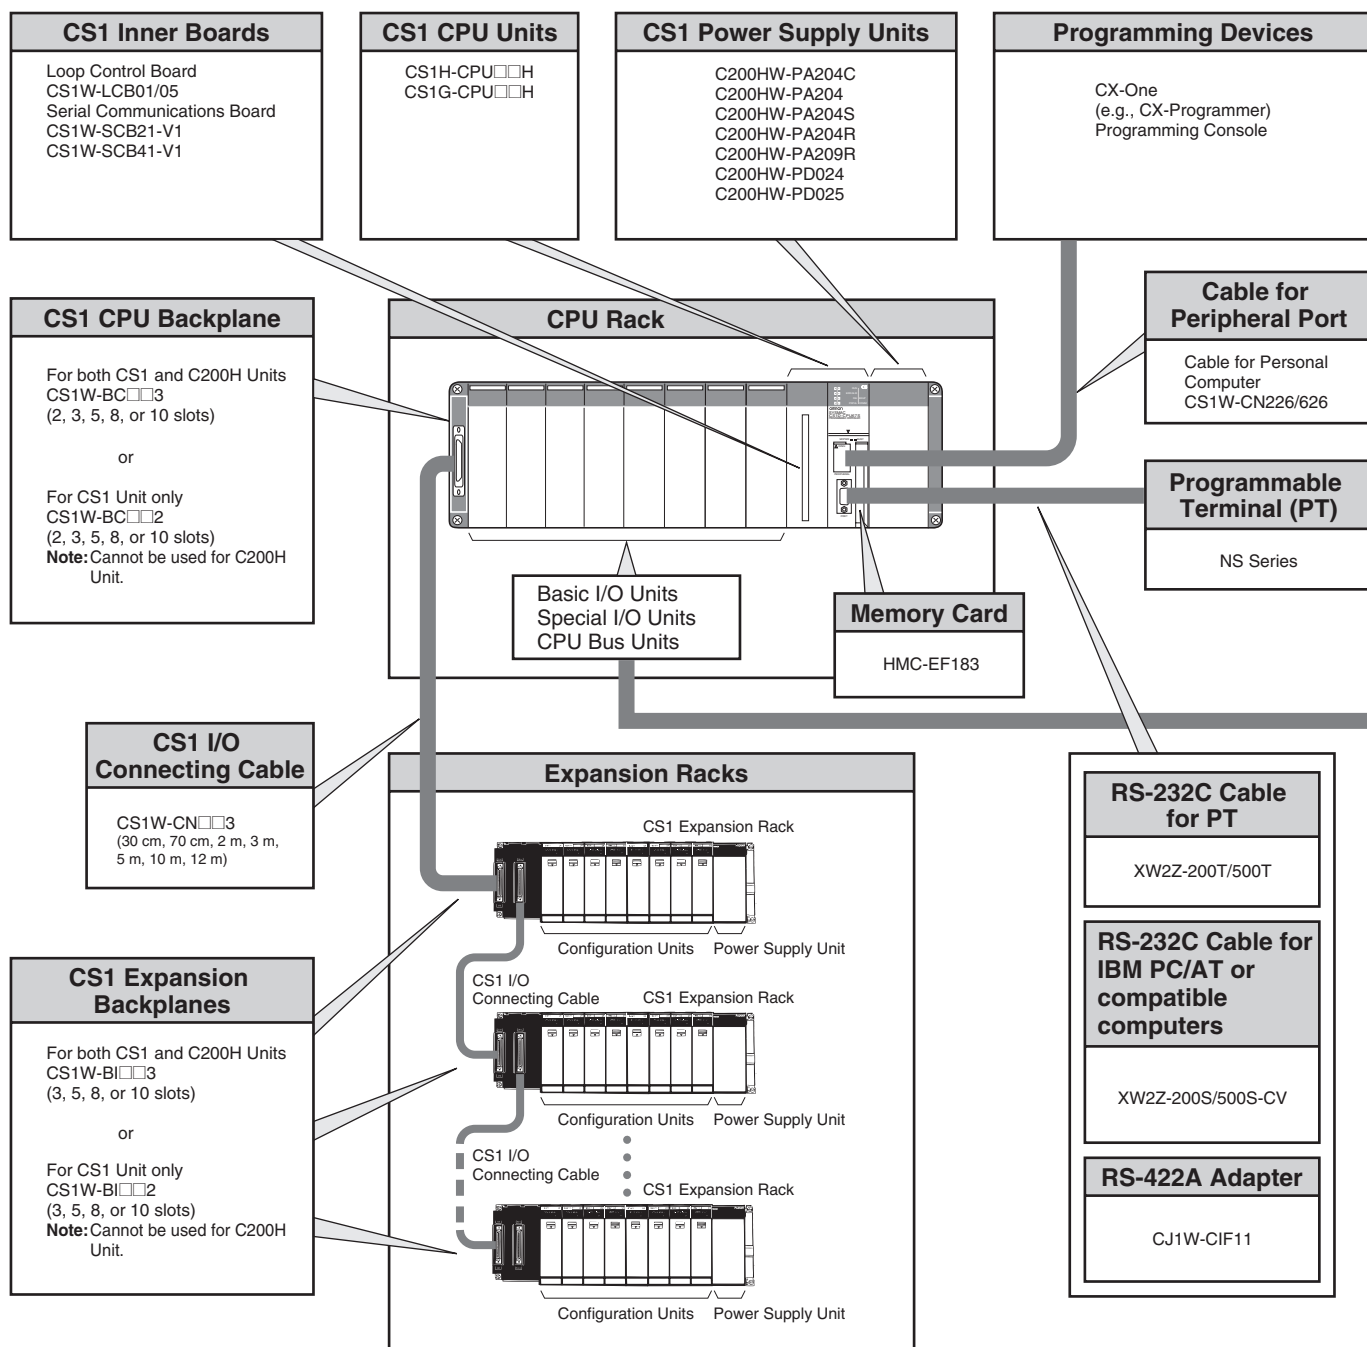 CS1 Inner Boards
Loop Control Board
CS1W-LCB01/05
Serial Communications Board
CS1W-SCB21-V1
CS1W-SCB41-V1
CS1 CPU Units
CS1H-CPU□□H
CS1G-CPU□□H
CS1 Power Supply Units
C200HW-PA204C
C200HW-PA204
C200HW-PA204S
C200HW-PA204R
C200HW-PA209R
C200HW-PD024
C200HW-PD025
Programming Devices
CX-One
(e.g., CX-Programmer)
Programming Console
CS1 CPU Backplane
For both CS1 and C200H Units
CS1W-BC□□3
(2, 3, 5, 8, or 10 slots)
or
For CS1 Unit only
CS1W-BC□□2
(2, 3, 5, 8, or 10 slots)
Note: Cannot be used for C200H
Unit.
CPU Rack
Basic I/O Units
Special I/O Units
CPU Bus Units
Memory Card
HMC-EF183
Cable for
Peripheral Port
Cable for Personal
Computer
CS1W-CN226/626
Programmable
Terminal (PT)
NS Series
CS1 I/O
Connecting Cable
CS1W-CN□□3
(30 cm, 70 cm, 2 m, 3 m,
5 m, 10 m, 12 m)
Expansion Racks
CS1 Expansion Rack
Configuration Units
Power Supply Unit
CS1 I/O
Connecting Cable
CS1 Expansion Rack
Configuration Units
Power Supply Unit
CS1 I/O
Connecting Cable
CS1 Expansion Rack
Configuration Units
Power Supply Unit
CS1 Expansion
Backplanes
For both CS1 and C200H Units
CS1W-BI□□3
(3, 5, 8, or 10 slots)
or
For CS1 Unit only
CS1W-BI□□2
(3, 5, 8, or 10 slots)
Note: Cannot be used for C200H
Unit.
RS-232C Cable
for PT
XW2Z-200T/500T
RS-232C Cable for
IBM PC/AT or
compatible
computers
XW2Z-200S/500S-CV
RS-422A Adapter
CJ1W-CIF11